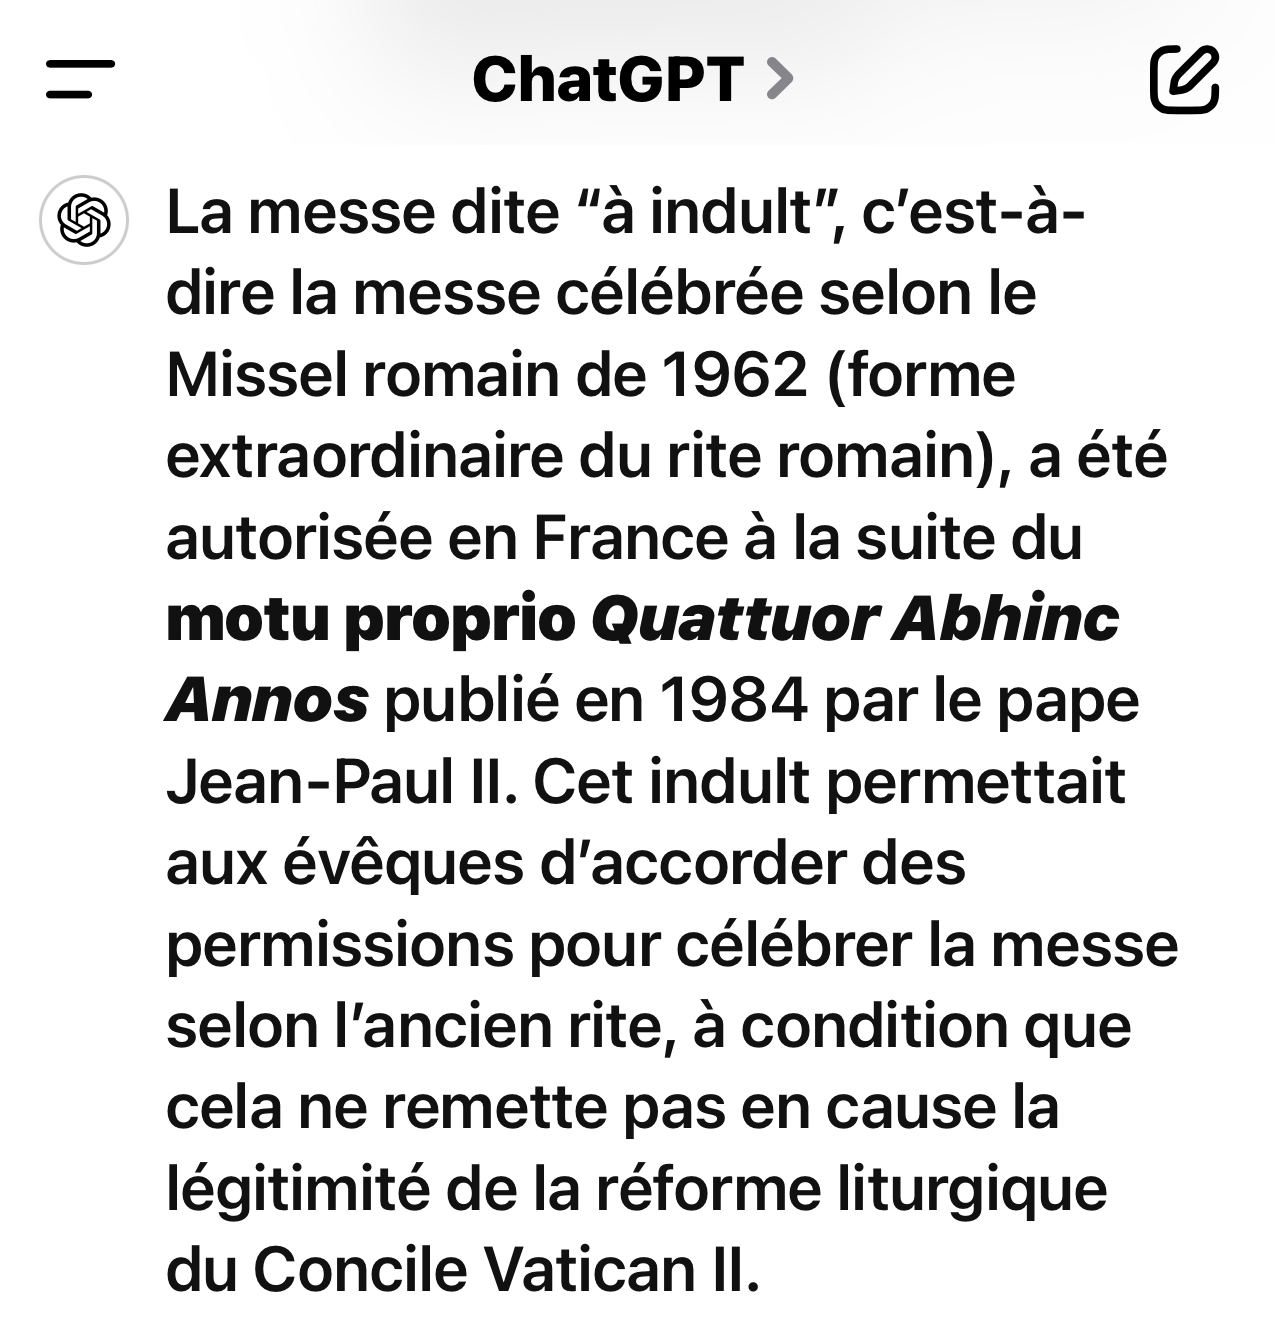 ChatGPT
La messe dite “à indult”, c’est-à-
dire la messe célébrée selon le
Missel romain de 1962 (forme
extraordinaire du rite romain), a été
autorisée en France à la suite du
motu proprio Quattuor Abhinc
Annos publié en 1984 par le pape
Jean-Paul II. Cet indult permettait
aux évêques d’accorder des
permissions pour célébrer la messe
selon l’ancien rite, à condition que
cela ne remette pas en cause la
légitimité de la réforme liturgique
du Concile Vatican II.